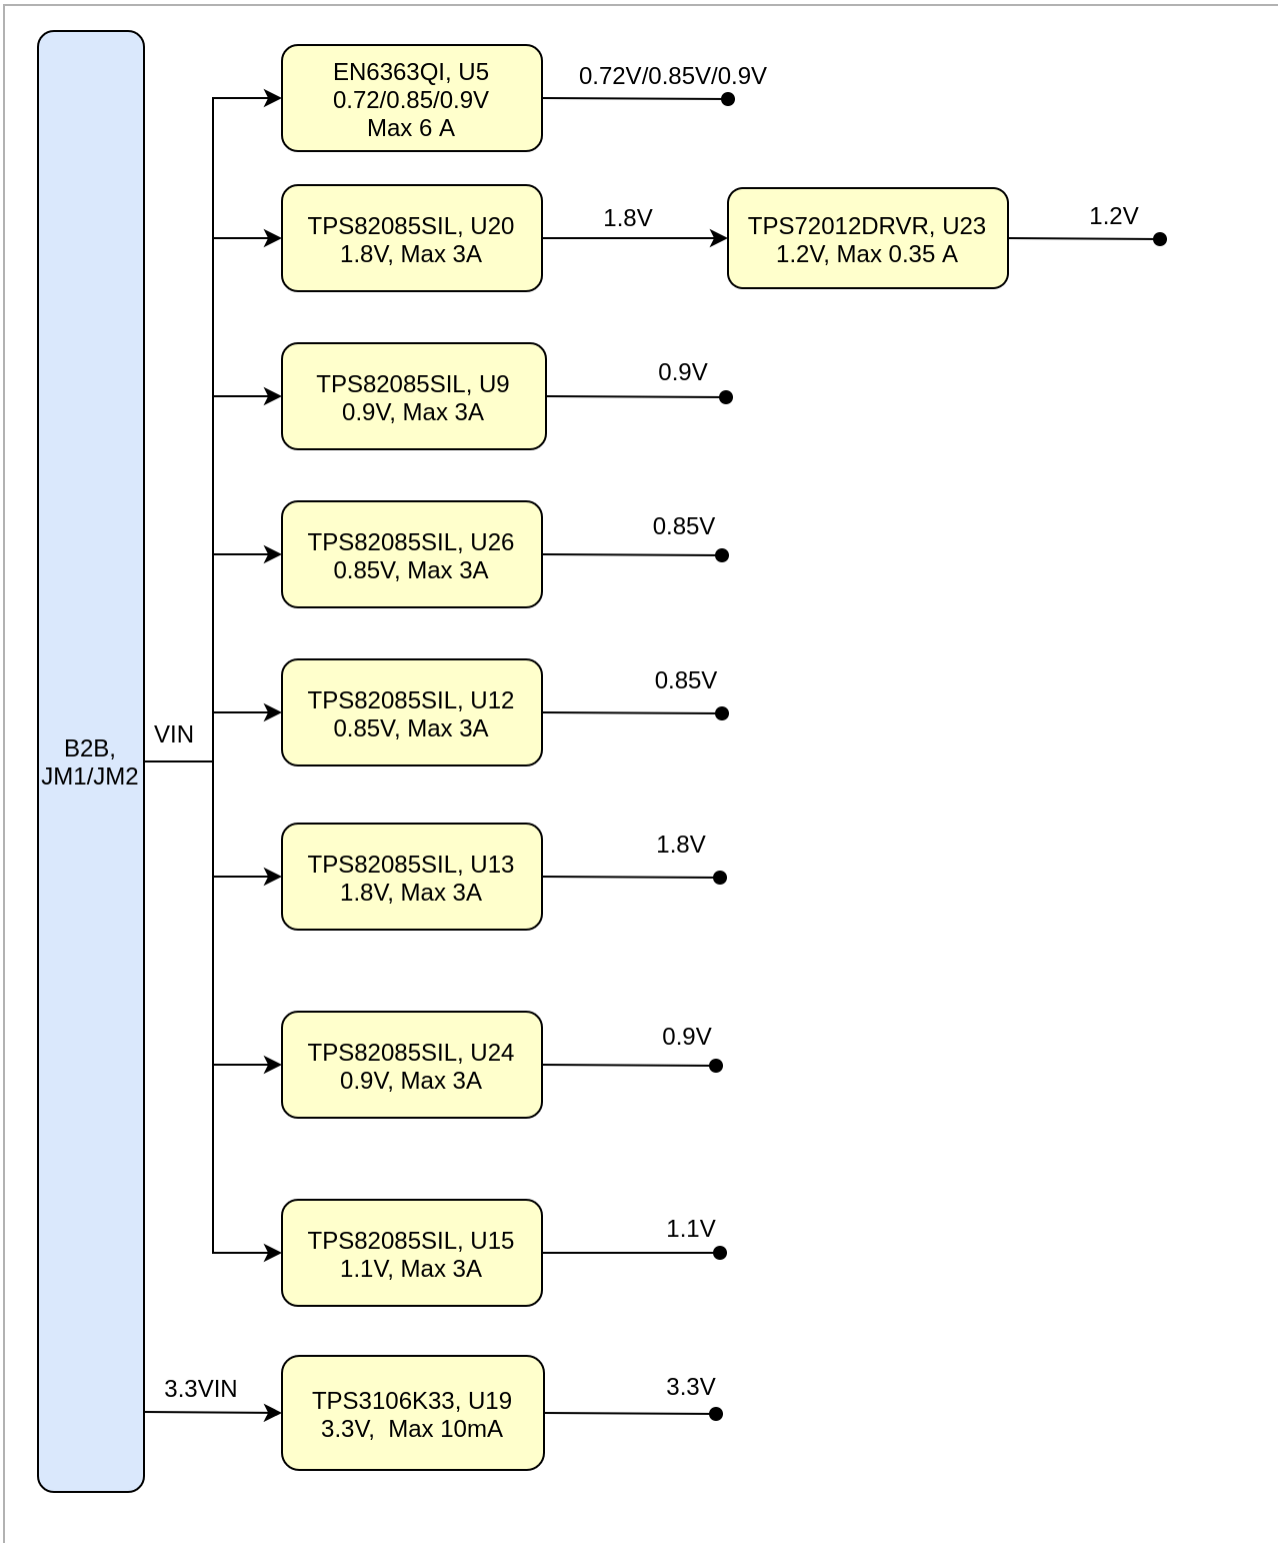 EN6363QI, U5
0.72/0.85/0.9V
Max 6 A
0.72V/0.85V/0.9V
TPS82085SIL, U20
1.8V, Max 3A
1.8V
TPS72012DRVR, U23
1.2V, Max 0.35 A
1.2V
TPS82085SIL, U9
0.9V, Max 3A
0.9V
TPS82085SIL, U26
0.85V, Max 3A
0.85V
TPS82085SIL, U12
0.85V, Max 3A
0.85V
VIN
B2B,
JM1/JM2
TPS82085SIL, U13
1.8V, Max 3A
1.8V
TPS82085SIL, U24
0.9V, Max 3A
0.9V
TPS82085SIL, U15
1.1V, Max 3A
1.1V
3.3VIN
TPS3106K33, U19
3.3V,  Max 10mA
3.3V